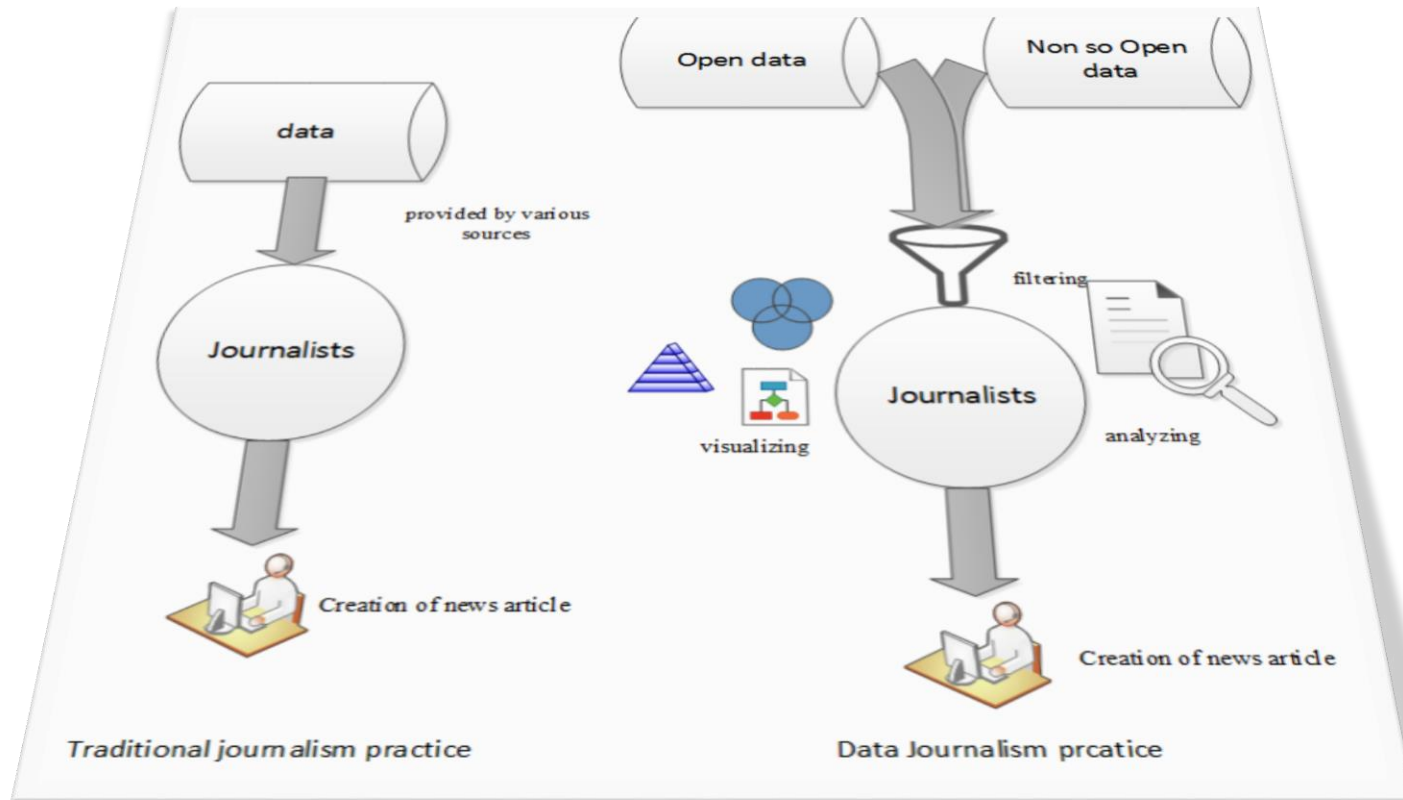 data
provided by various
sources
Journalists
Creation of news article
Traditional journalism practice
Open data
Non so Open
data
filtering
Journalists
visualizing
analyzing
Creation of news article
Data Journalism prcatice